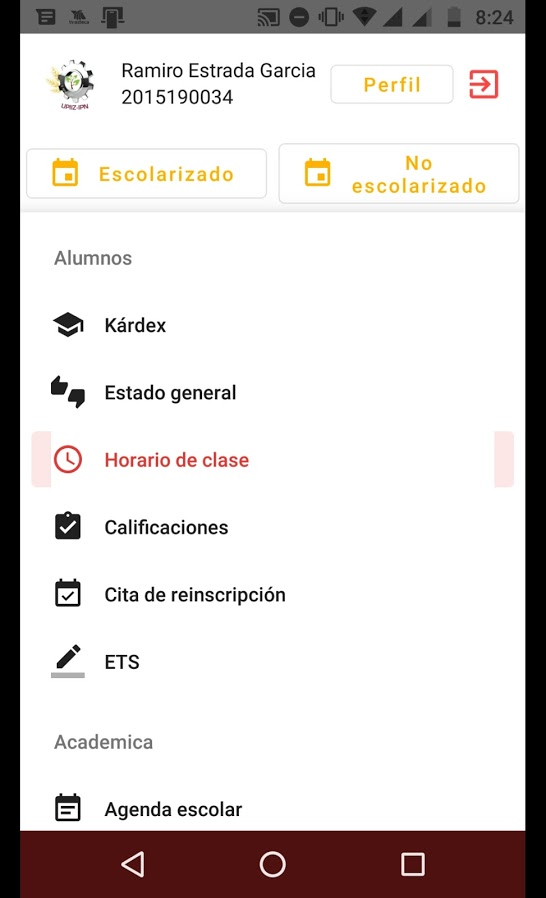 8:24
Ramiro Estrada Garcia
2015190034
Perfil
UPIIZ-IPN
Escolarizado
No
escolarizado
Alumnos
Kárdex
Estado general
Horario de clase
Calificaciones
Cita de reinscripción
ETS
Academica
Agenda escolar